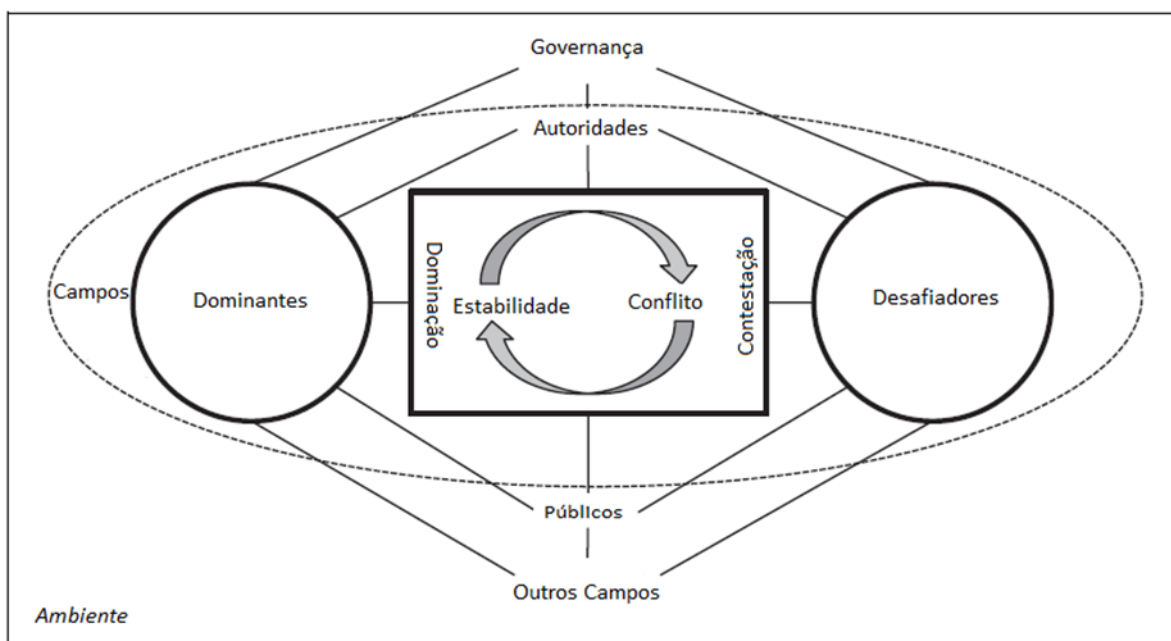 Governança
Autoridades
Campos
Dominantes
Dominação
Estabilidade
Conflito
Contestação
Desafiadores
Públicos
Outros Campos
Ambiente